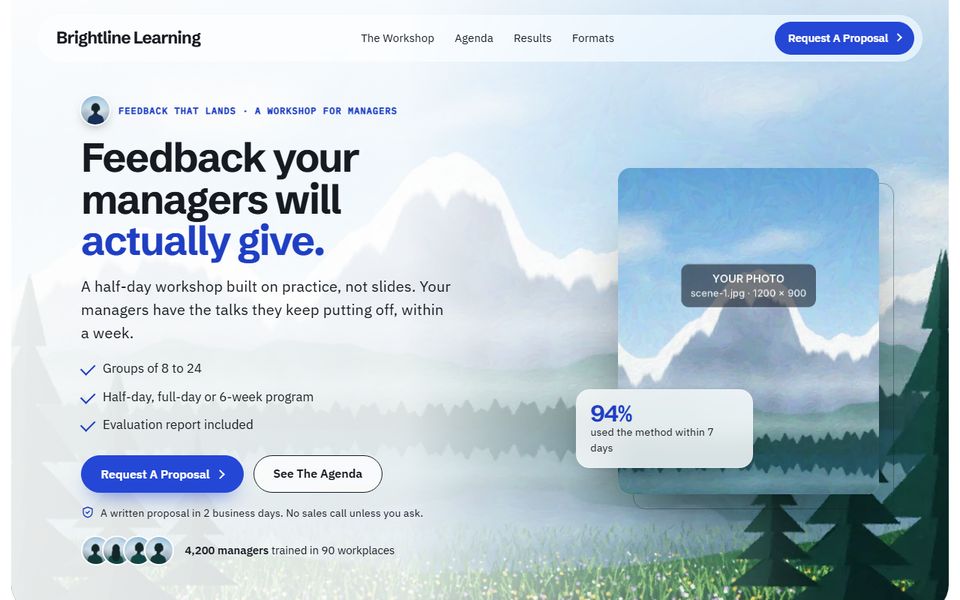 Brightline Learning
The Workshop
Agenda
Results
Formats
Request A Proposal
FEEDBACK THAT LANDS · A WORKSHOP FOR MANAGERS
Feedback your
managers will
actually give.
A half-day workshop built on practice, not slides. Your
managers have the talks they keep putting off, within
a week.
Groups of 8 to 24
Half-day, full-day or 6-week program
Evaluation report included
Request A Proposal
See The Agenda
A written proposal in 2 business days. No sales call unless you ask.
4,200 managers trained in 90 workplaces
YOUR PHOTO
scene-1.jpg · 1200 × 900
94%
used the method within 7
days